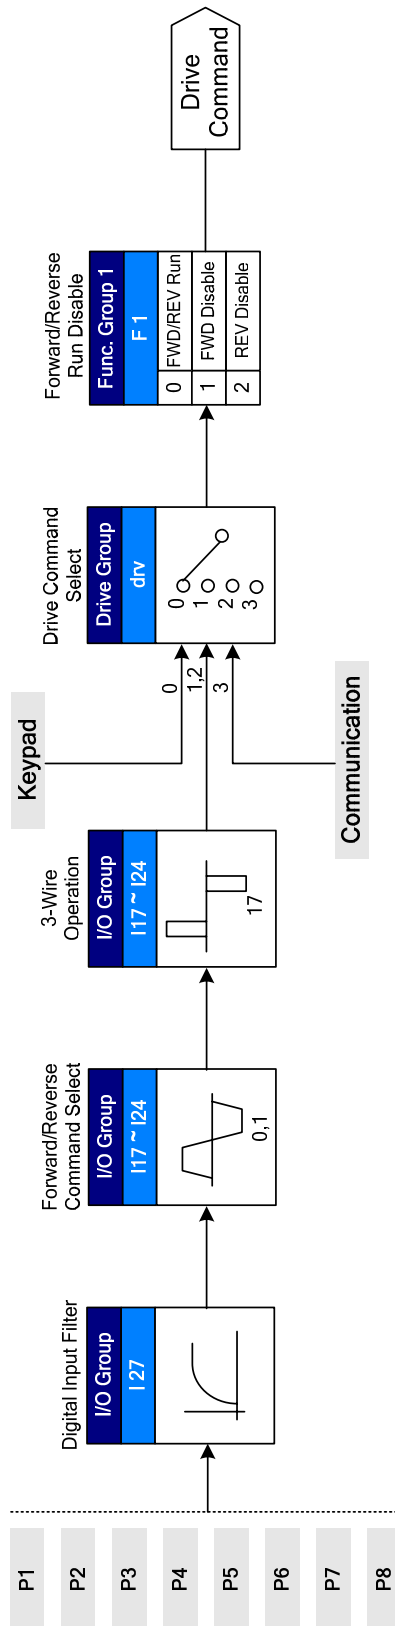 P1
P2
P3
P4
P5
P6
P7
P8
Digital Input Filter
I/O Group
I 27
Forward/Reverse
Command Select
I/O Group
I17 ~ I24
0,1
3-Wire
Operation
I/O Group
I17 ~ I24
17
Keypad
Communication
0
1,2
3
Drive Command
Select
Drive Group
drv
0
1
2
3
Forward/Reverse
Run Disable
Func. Group 1
F 1
0 FWD/REV Run
1 FWD Disable
2 REV Disable
Drive
Command